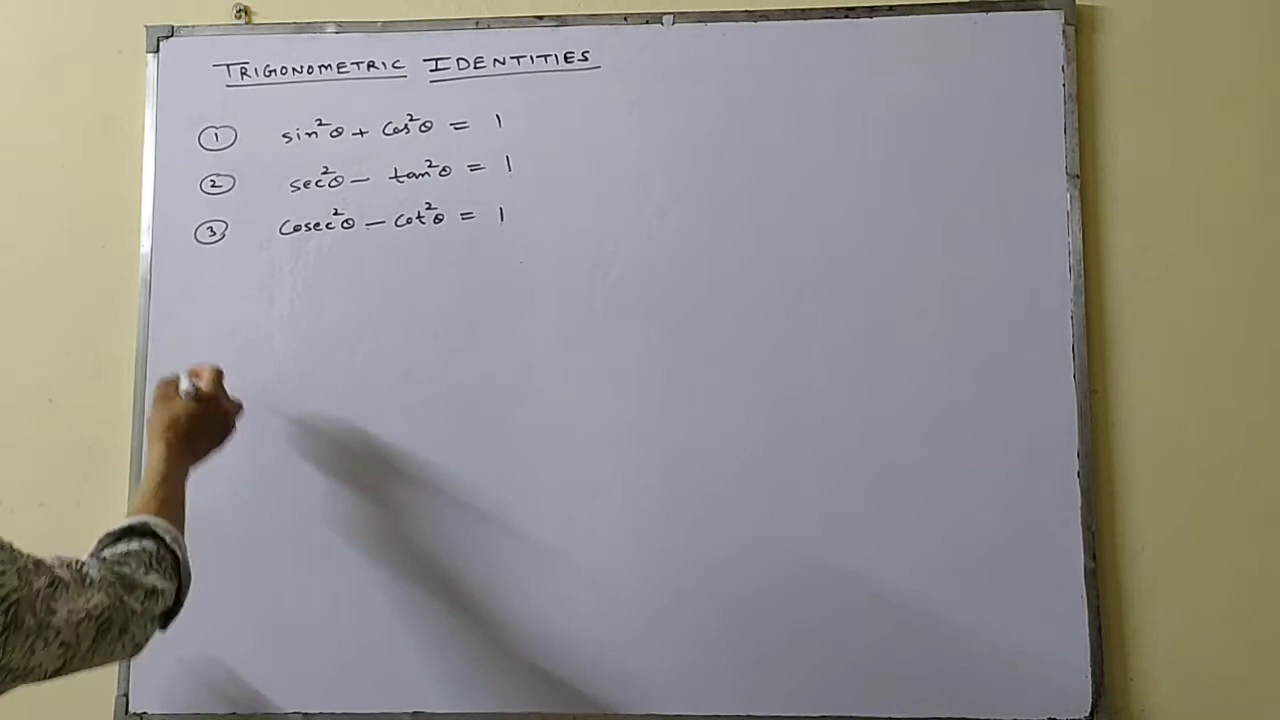 TRIGONOMETRIC IDENTITIES
① sin²θ + cos²θ = 1
② sec²θ — tan²θ = 1
③ cosec²θ — cot²θ = 1